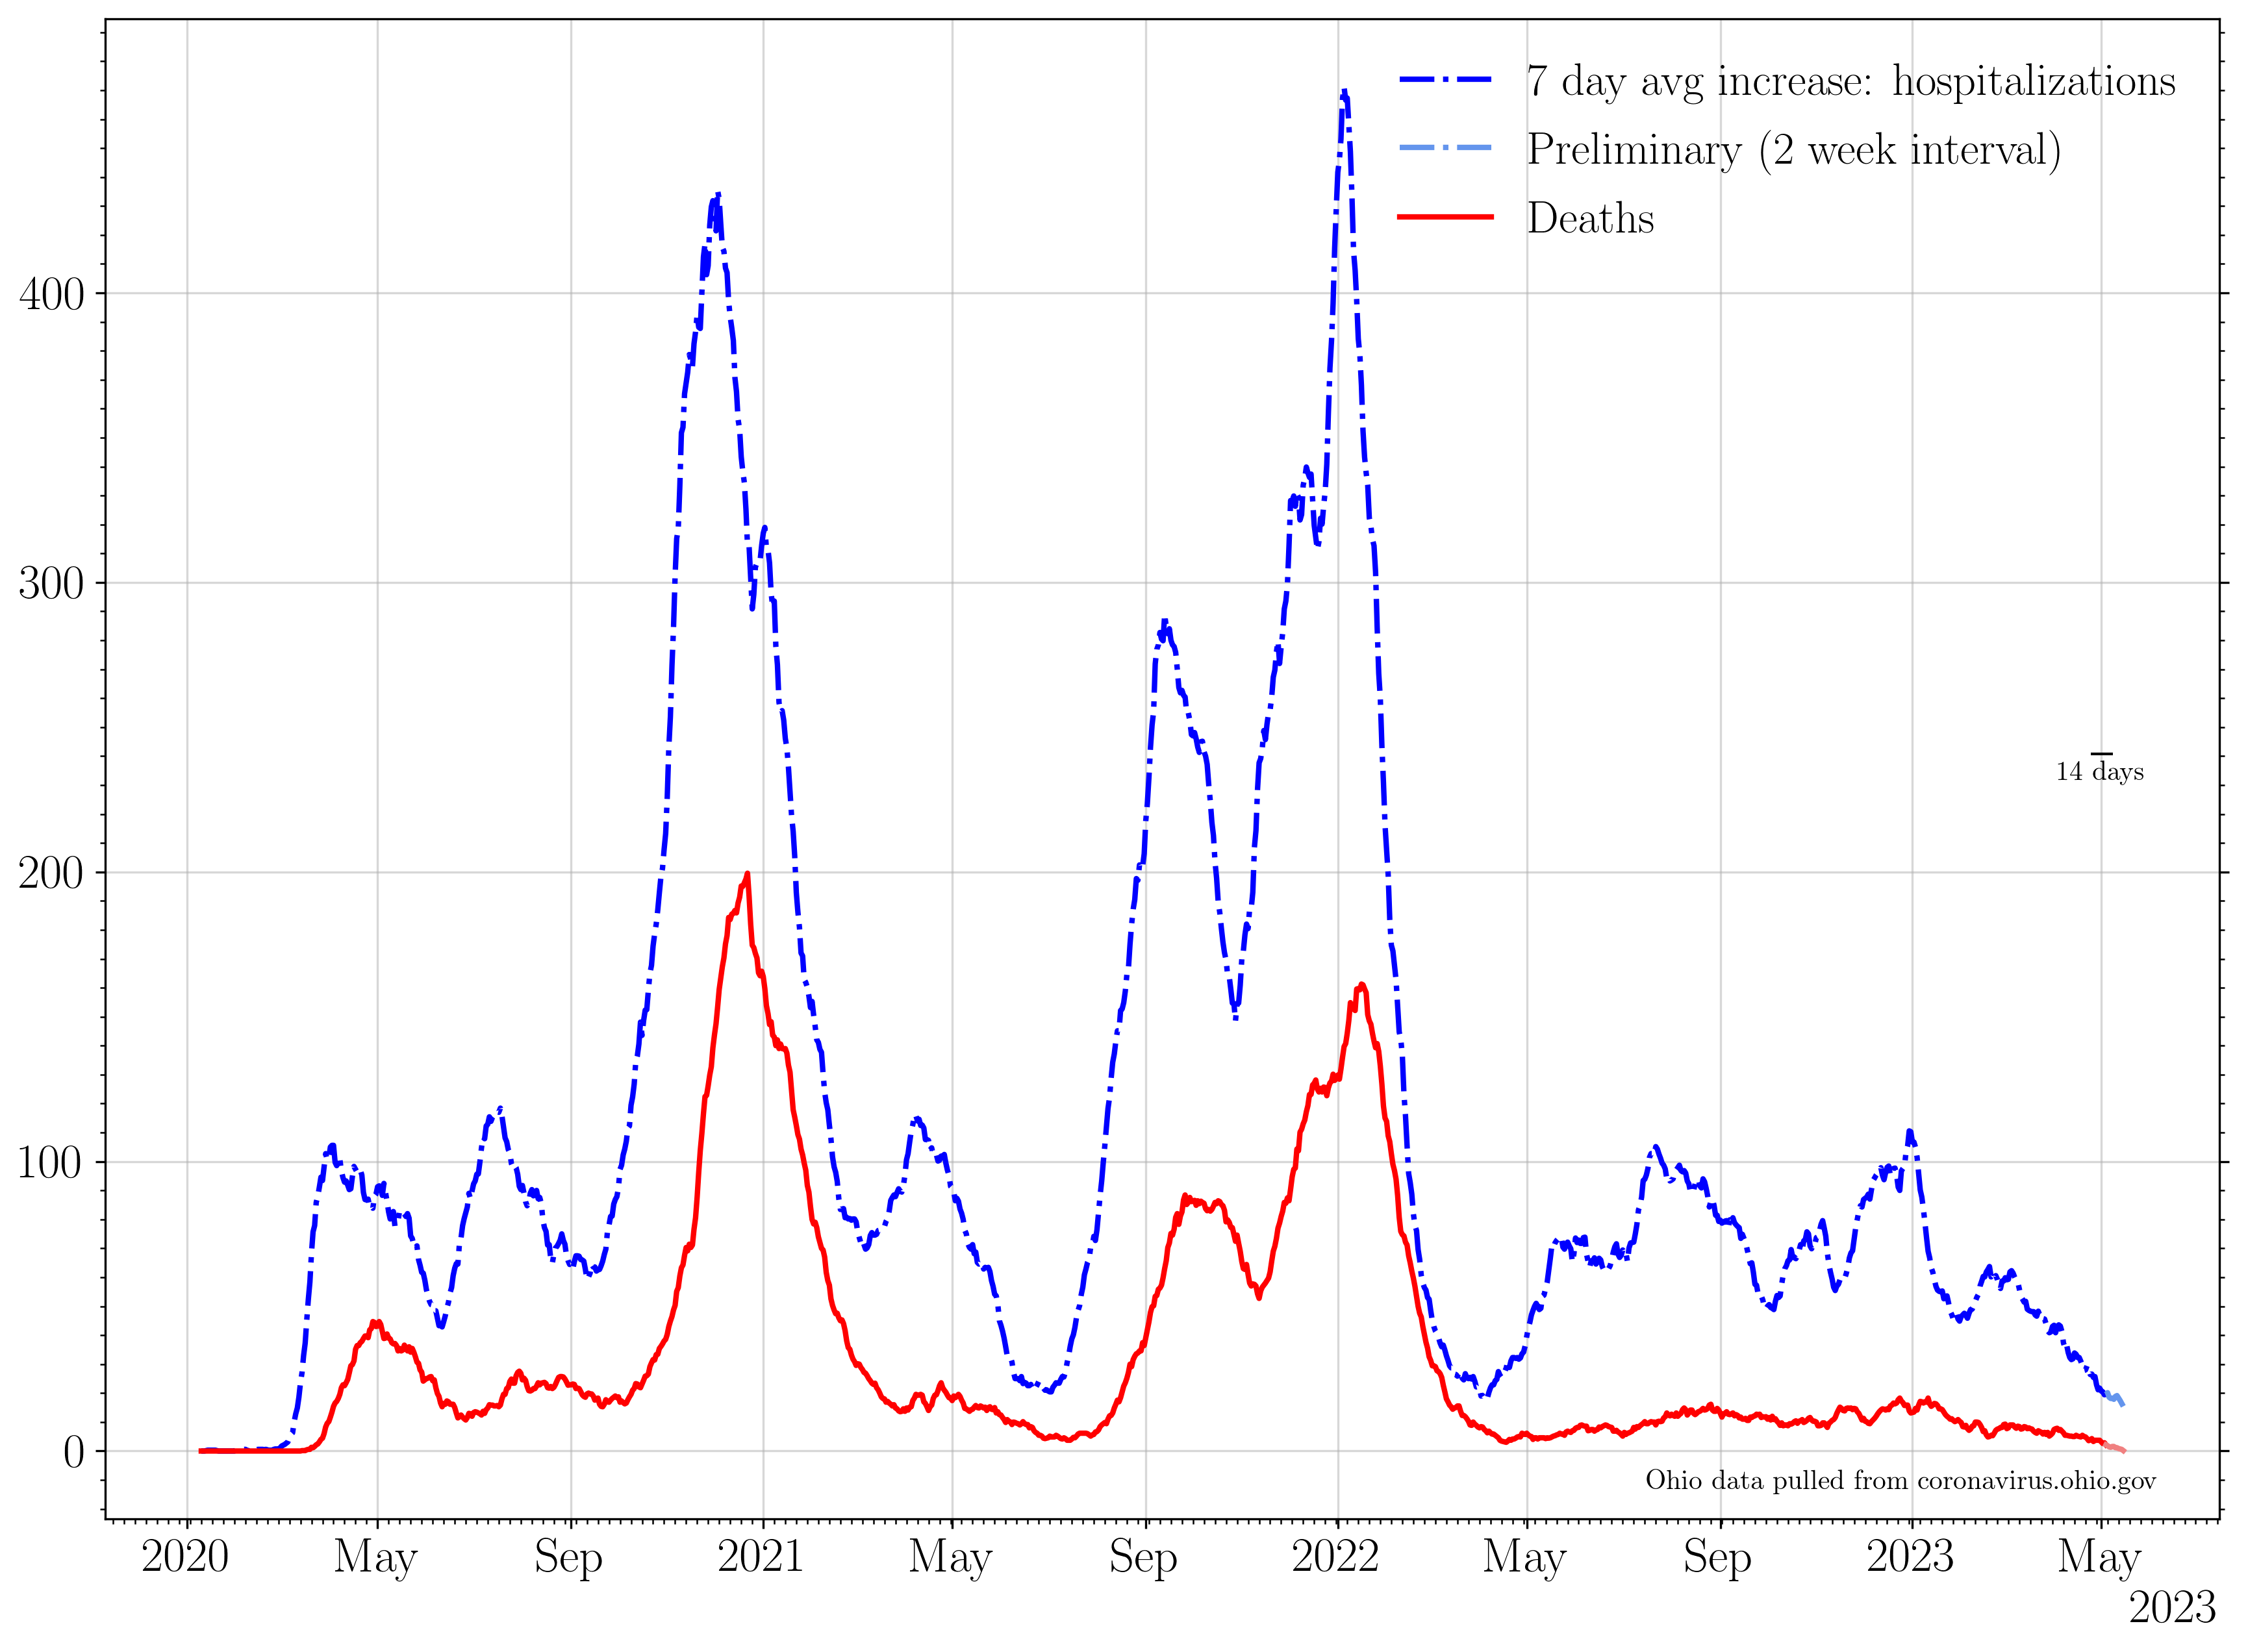 7 day avg increase: hospitalizations
Preliminary (2 week interval)
Deaths
400
300
14 days
200
100
0
Ohio data pulled from coronavirus.ohio.gov
2020 May Sep 2021 May Sep 2022 May Sep 2023 May
2023